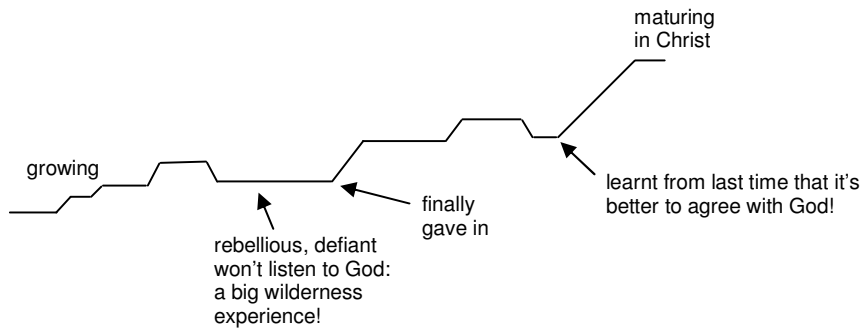 growing
rebellious, defiant
won't listen to God:
a big wilderness
experience!
finally
gave in
maturing
in Christ
learnt from last time that it's
better to agree with God!